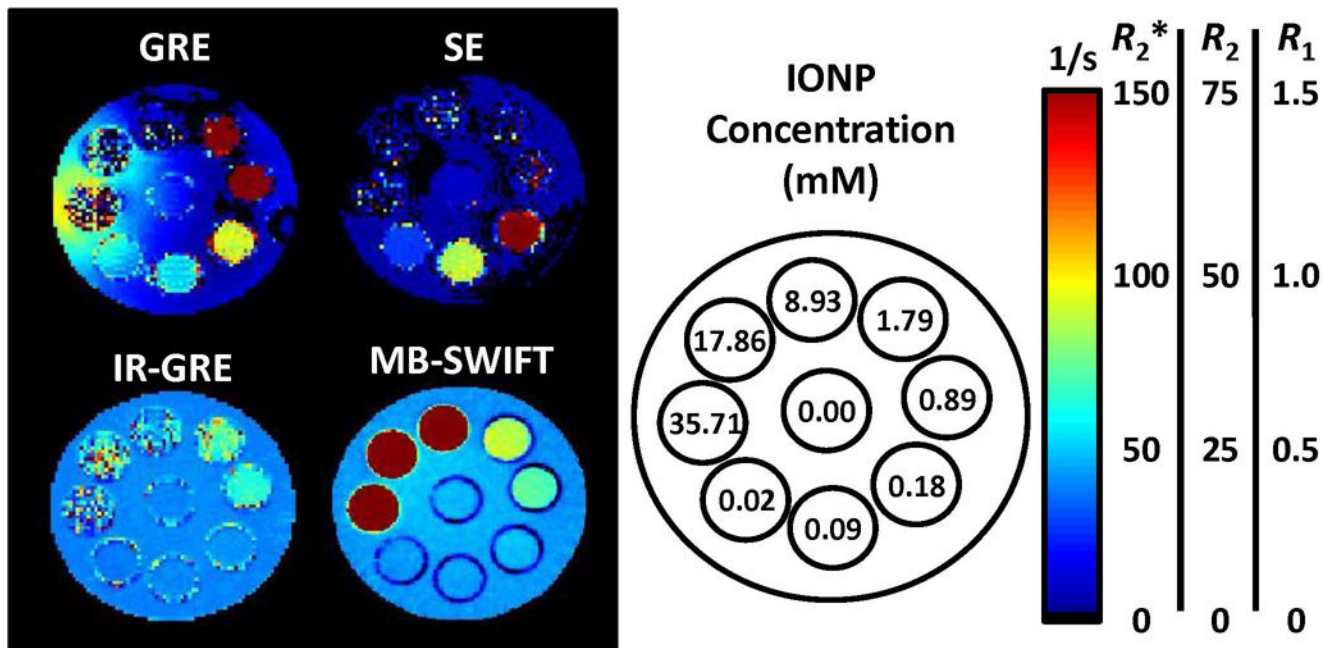 GRE
SE
IR-GRE
MB-SWIFT
IONP
Concentration
(mM)
8.93
1.79
17.86
0.89
0.00
35.71
0.18
0.02
0.09
1/s R₂* R₂ R₁
150 75 1.5
100 50 1.0
50 25 0.5
0 0 0